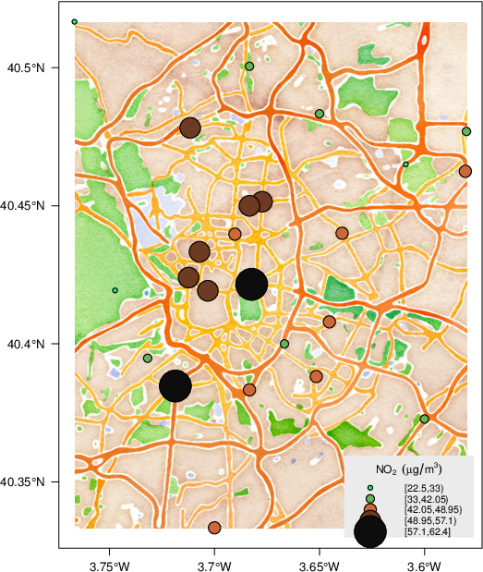 40.5°N
40.45°N
40.4°N
40.35°N
NO₂ (μg/m³)
[22.5,33)
[33,42.05)
[42.05,48.95)
[48.95,57.1)
[57.1,62.4]
3.75°W
3.7°W
3.65°W
3.6°W